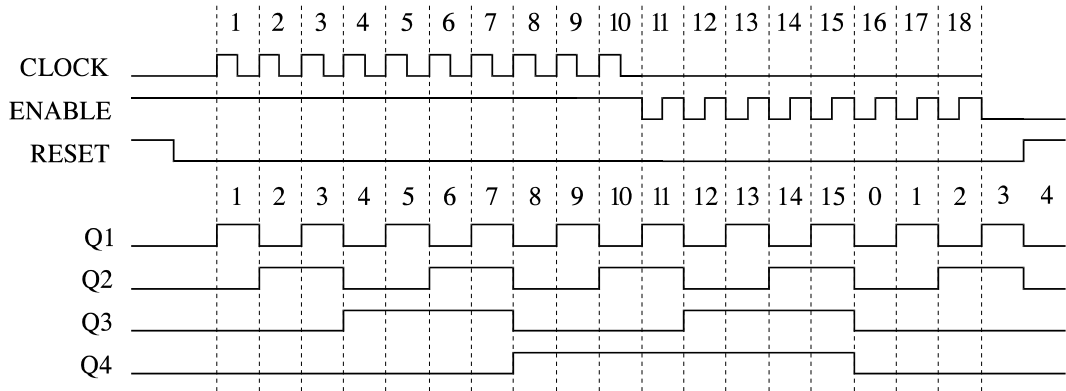 1 2 3 4 5 6 7 8 9 10 11 12 13 14 15 16 17 18
CLOCK
ENABLE
RESET
1 2 3 4 5 6 7 8 9 10 11 12 13 14 15 0 1 2 3 4
Q1
Q2
Q3
Q4